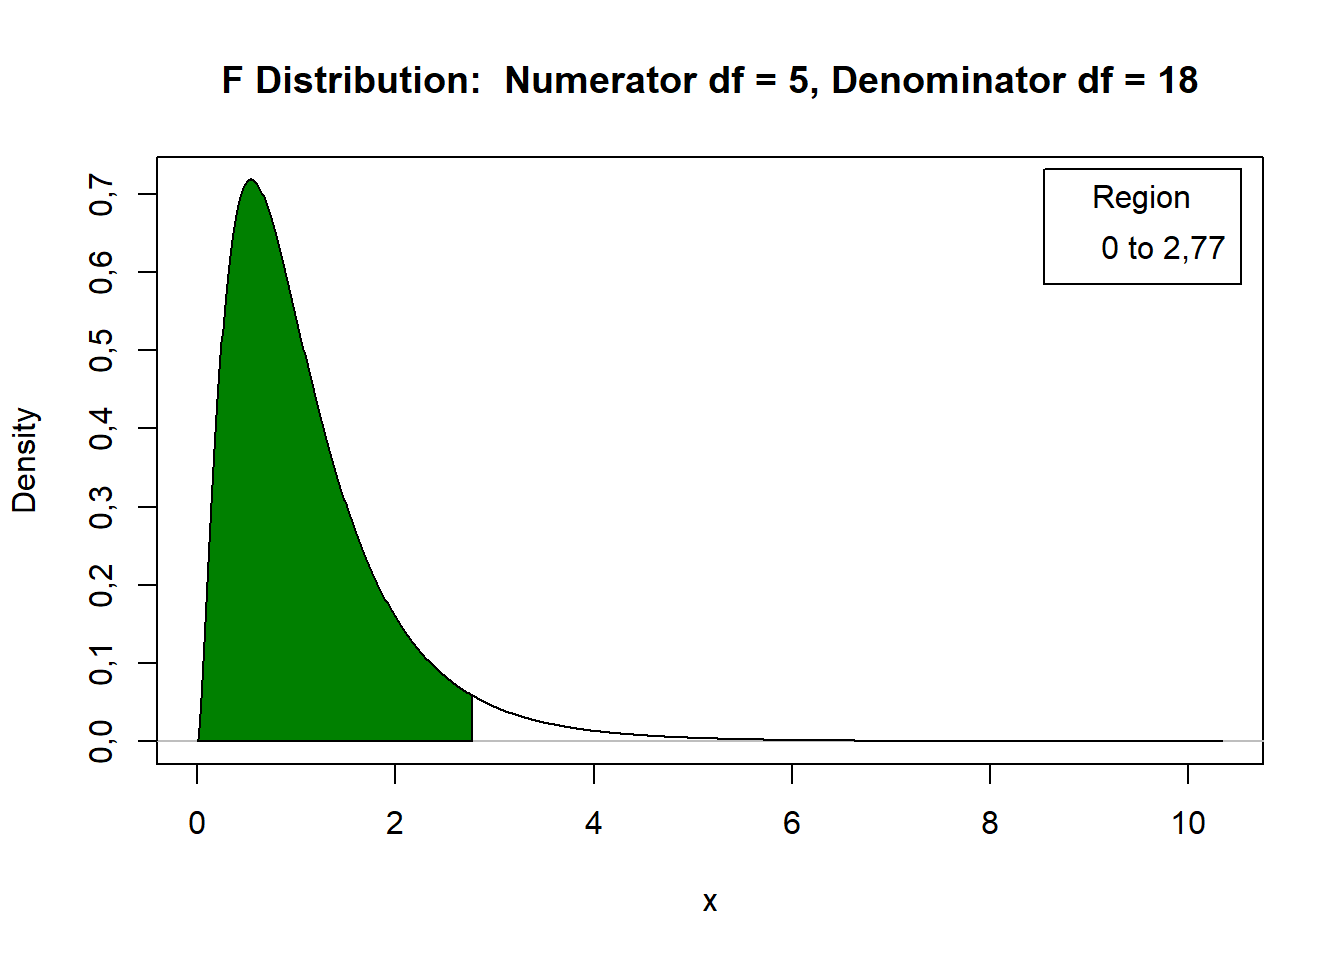 F Distribution:  Numerator df = 5, Denominator df = 18
Region
0 to 2,77
Density
0,7
0,6
0,5
0,4
0,3
0,2
0,1
0,0
0 2 4 6 8 10
x